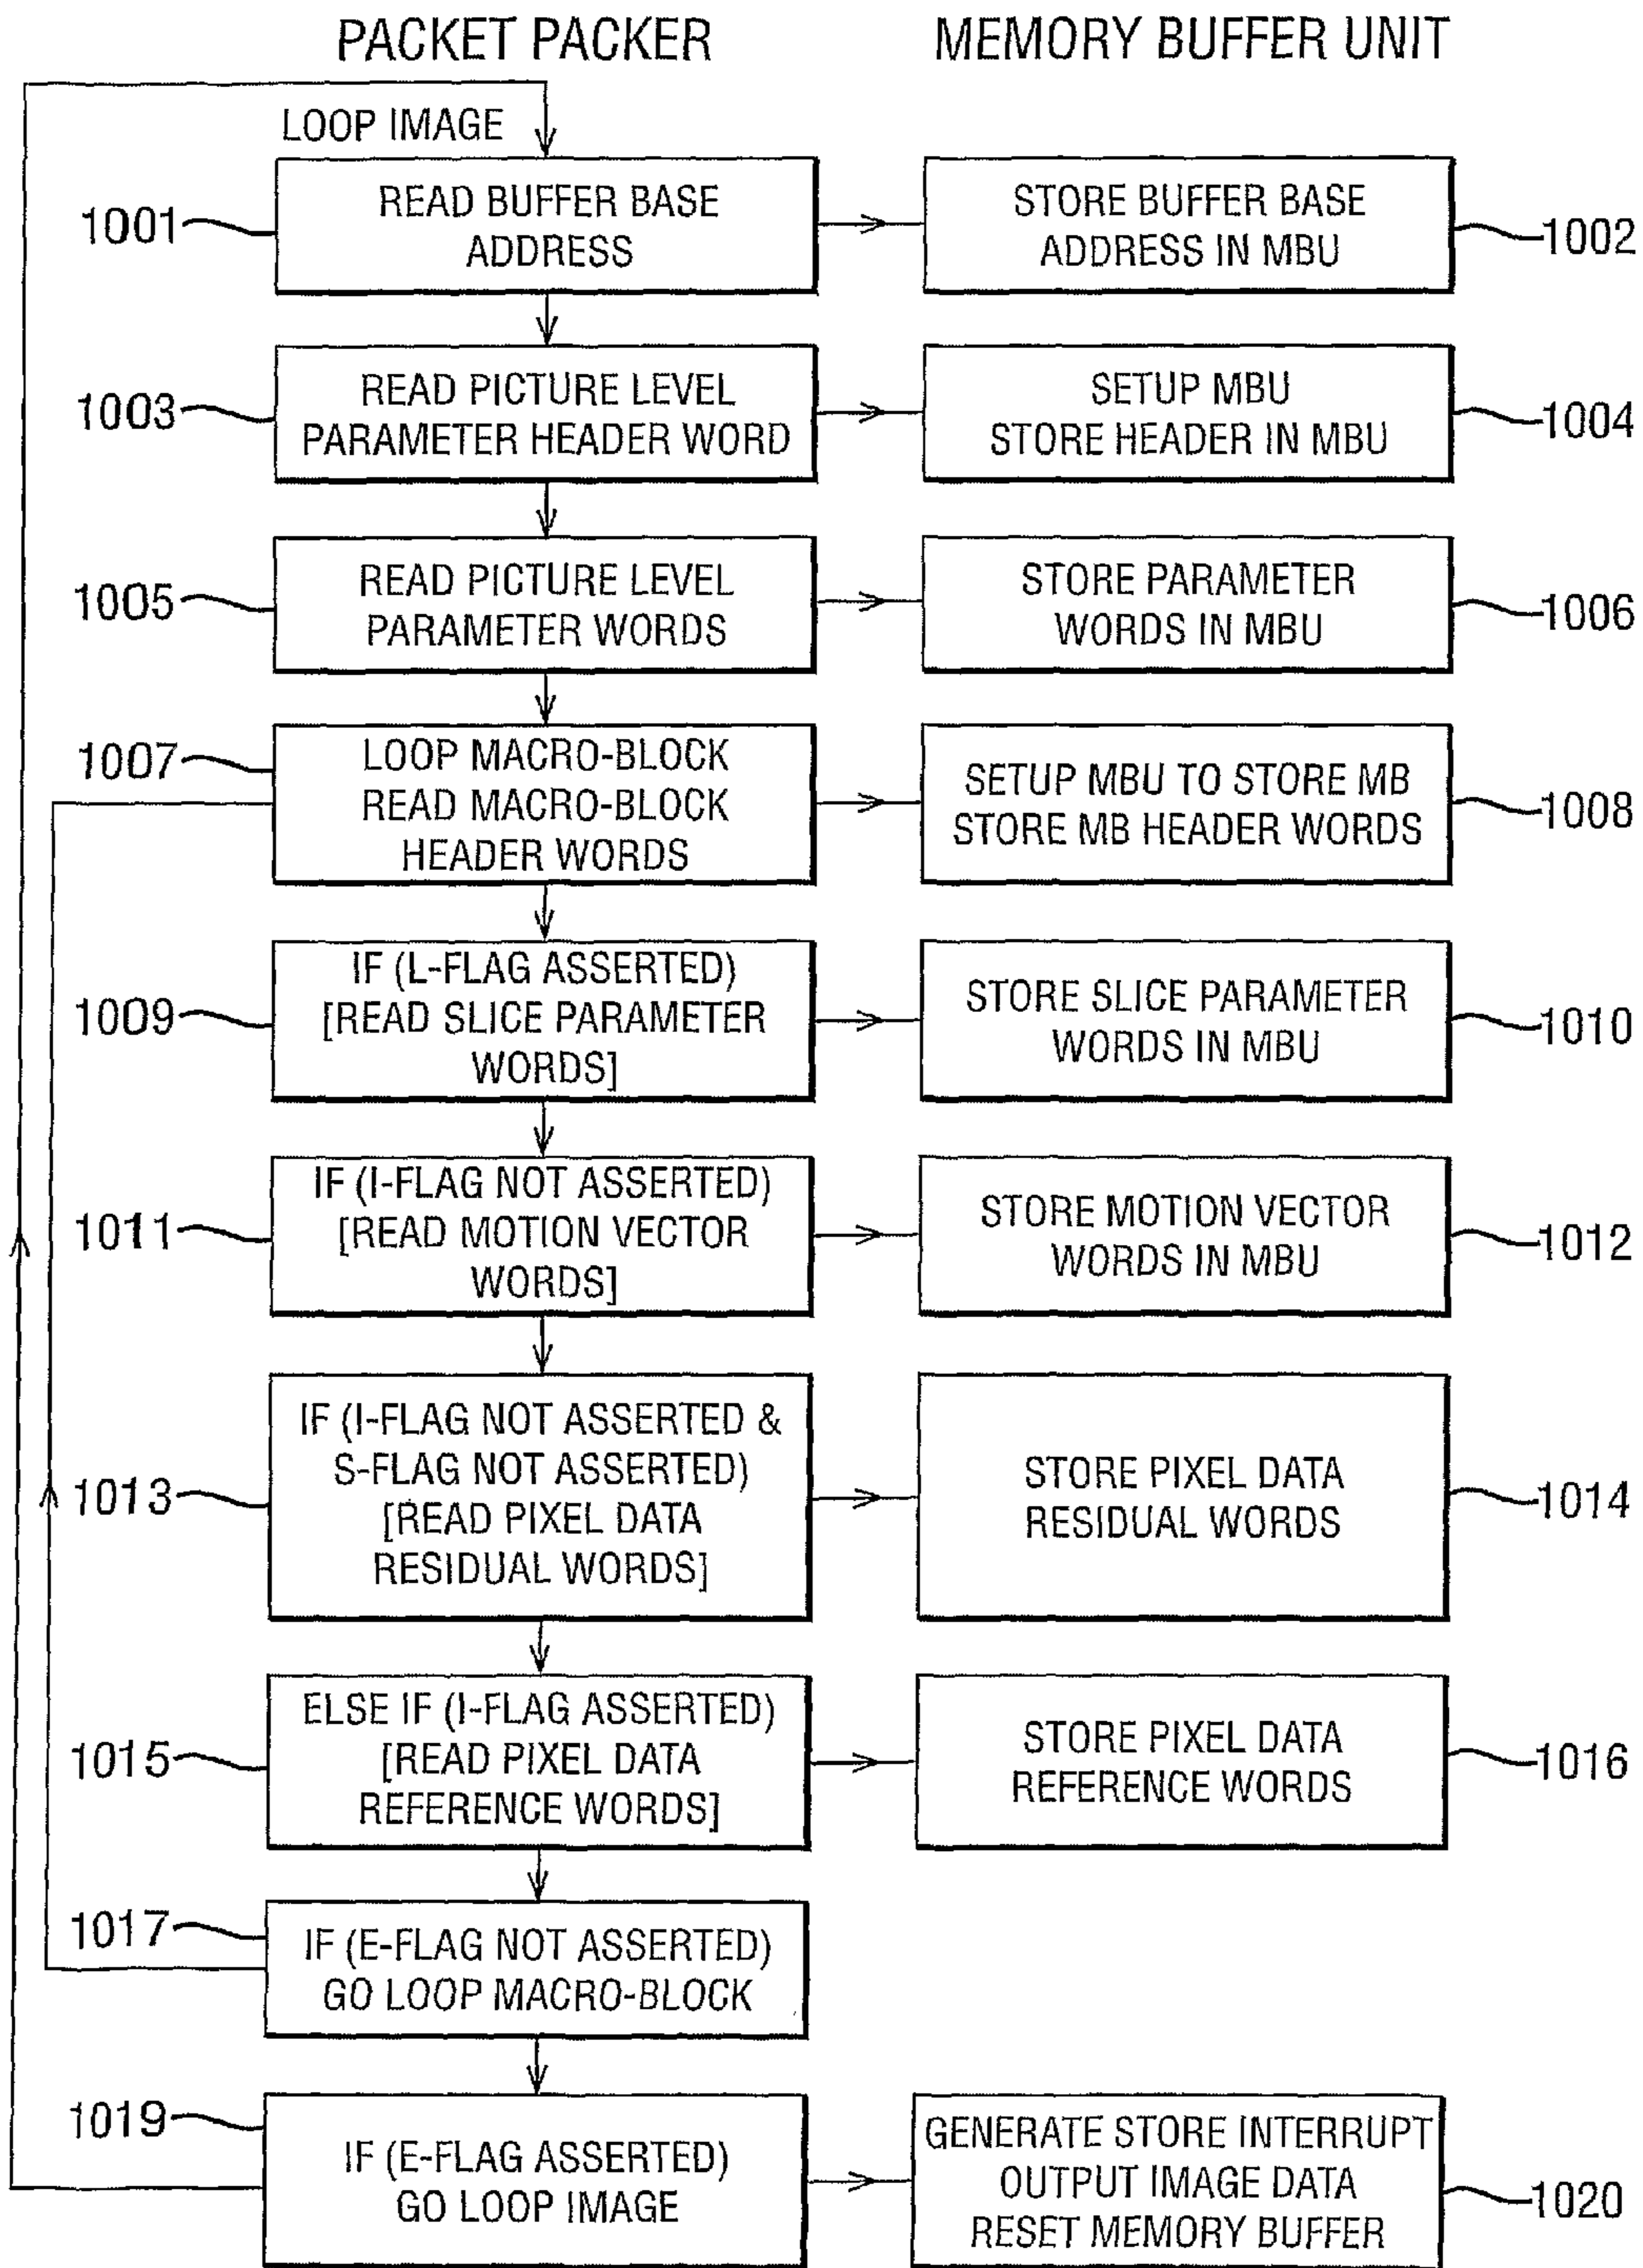 PACKET PACKER
MEMORY BUFFER UNIT
LOOP IMAGE
1001
READ BUFFER BASE
ADDRESS
STORE BUFFER BASE
ADDRESS IN MBU
1002
1003
READ PICTURE LEVEL
PARAMETER HEADER WORD
SETUP MBU
STORE HEADER IN MBU
1004
1005
READ PICTURE LEVEL
PARAMETER WORDS
STORE PARAMETER
WORDS IN MBU
1006
1007
LOOP MACRO-BLOCK
READ MACRO-BLOCK
HEADER WORDS
SETUP MBU TO STORE MB
STORE MB HEADER WORDS
1008
1009
IF (L-FLAG ASSERTED)
[READ SLICE PARAMETER
WORDS]
STORE SLICE PARAMETER
WORDS IN MBU
1010
1011
IF (I-FLAG NOT ASSERTED)
[READ MOTION VECTOR
WORDS]
STORE MOTION VECTOR
WORDS IN MBU
1012
1013
IF (I-FLAG NOT ASSERTED &
S-FLAG NOT ASSERTED)
[READ PIXEL DATA
RESIDUAL WORDS]
STORE PIXEL DATA
RESIDUAL WORDS
1014
1015
ELSE IF (I-FLAG ASSERTED)
[READ PIXEL DATA
REFERENCE WORDS]
STORE PIXEL DATA
REFERENCE WORDS
1016
1017
IF (E-FLAG NOT ASSERTED)
GO LOOP MACRO-BLOCK
1019
IF (E-FLAG ASSERTED)
GO LOOP IMAGE
GENERATE STORE INTERRUPT
OUTPUT IMAGE DATA
RESET MEMORY BUFFER
1020